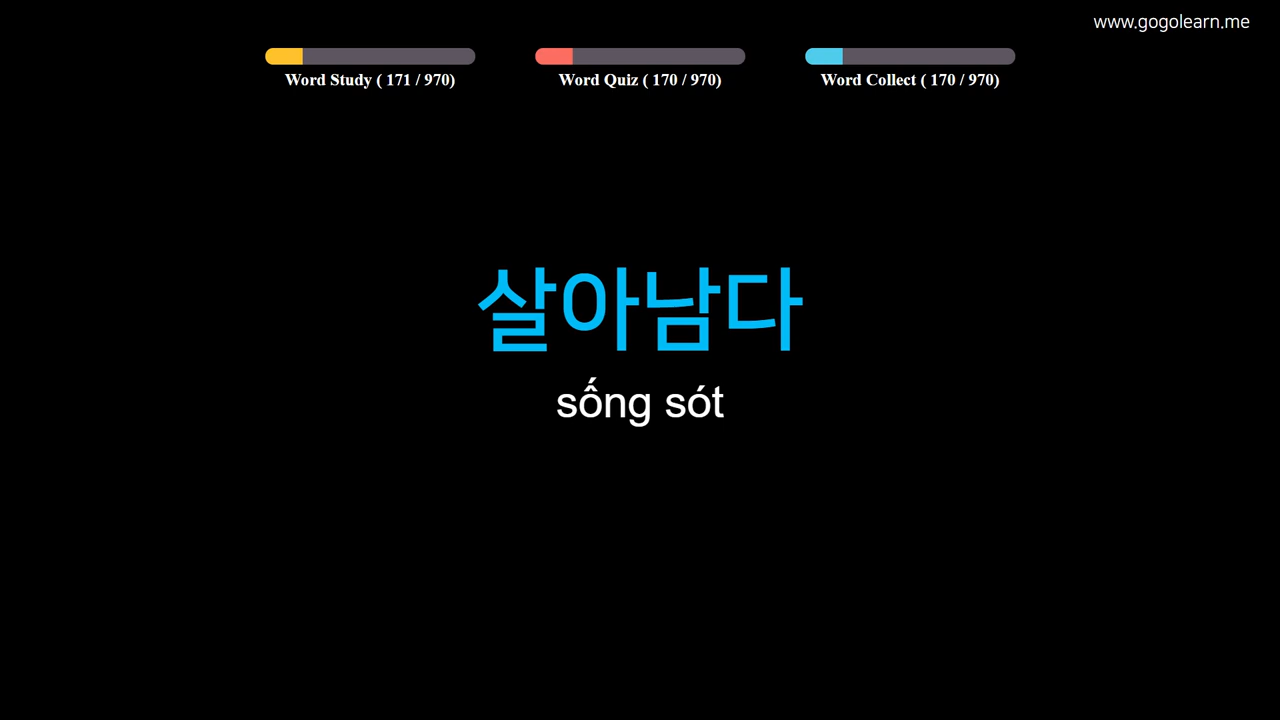 www.gogolearn.me
Word Study ( 171 / 970)
Word Quiz ( 170 / 970)
Word Collect ( 170 / 970)
살아남다
sống sót